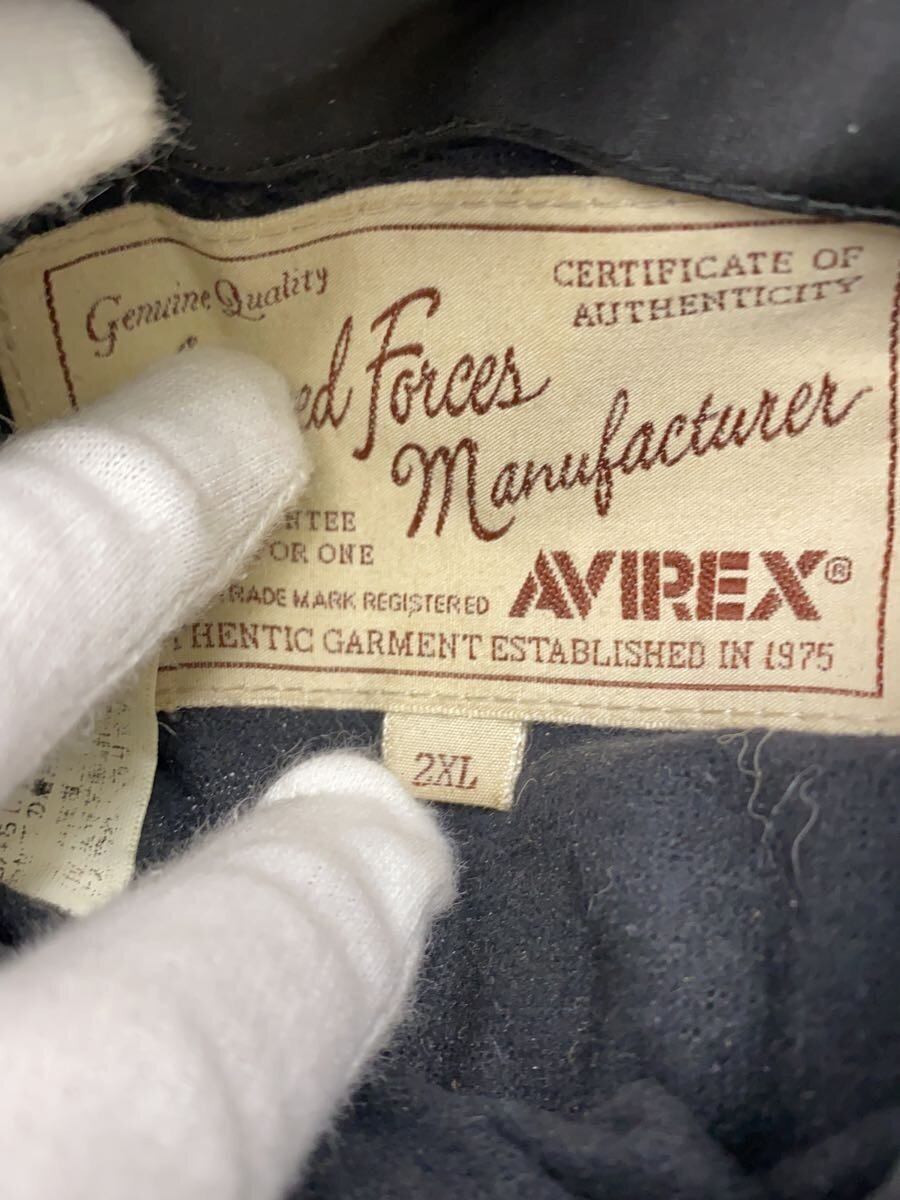 Genuine Quality
CERTIFICATE OF
AUTHENTICITY
ed Forces
Manufacturer
NTEE
FOR ONE
AVIREX®
RADE MARK REGISTERED
THENTIC GARMENT ESTABLISHED IN 1975
2XL